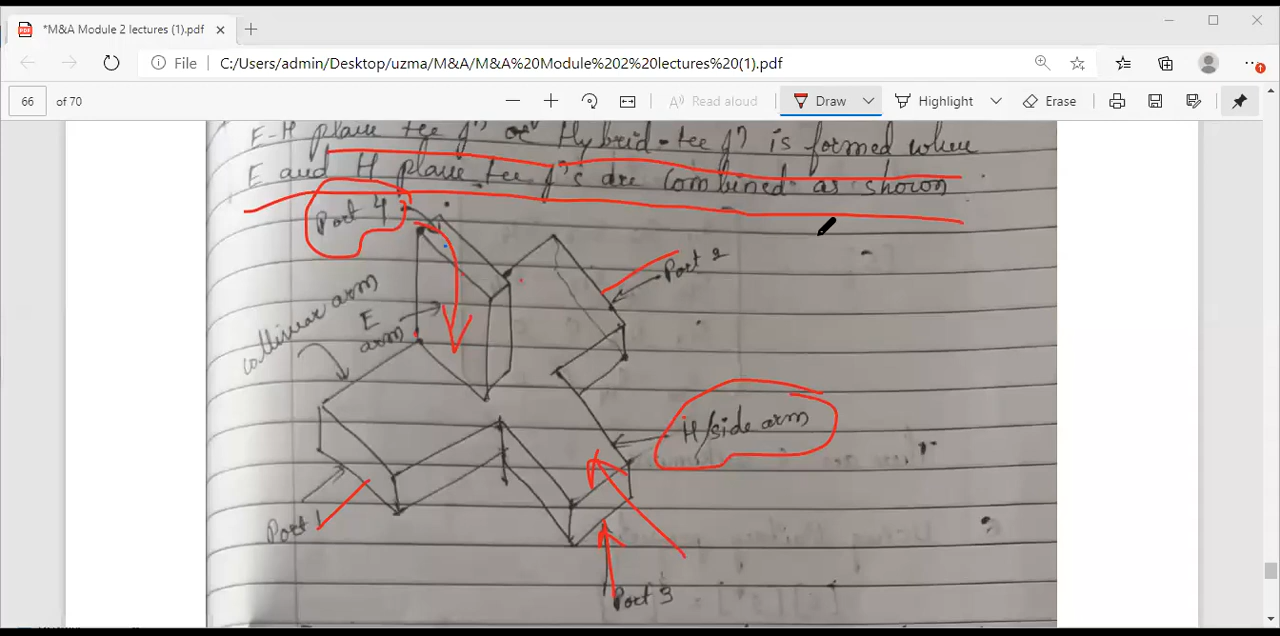 *M&A Module 2 lectures (1).pdf
File C:/Users/admin/Desktop/uzma/M&A/M&A%20Module%202%20lectures%20(1).pdf
66 of 70 Read aloud Draw Highlight Erase
E-H plane tee jⁿ or Hybrid-tee jⁿ is formed when
E and H plane tee jⁿs are combined as shown
Port 4
Port 2
collinear arm
E
arm
H/side arm
Port 1
Port 3